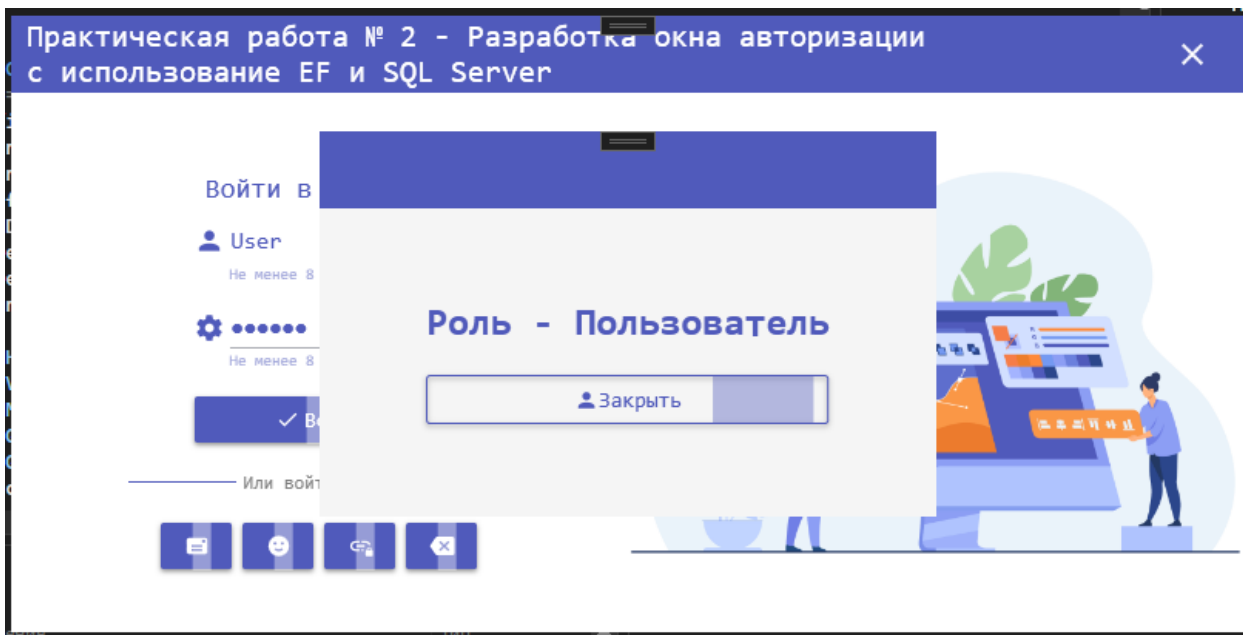 Практическая работа № 2 - Разработка окна авторизации
с использование EF и SQL Server
Войти в
User
Не менее 8
Роль - Пользователь
Не менее 8
Закрыть
Или